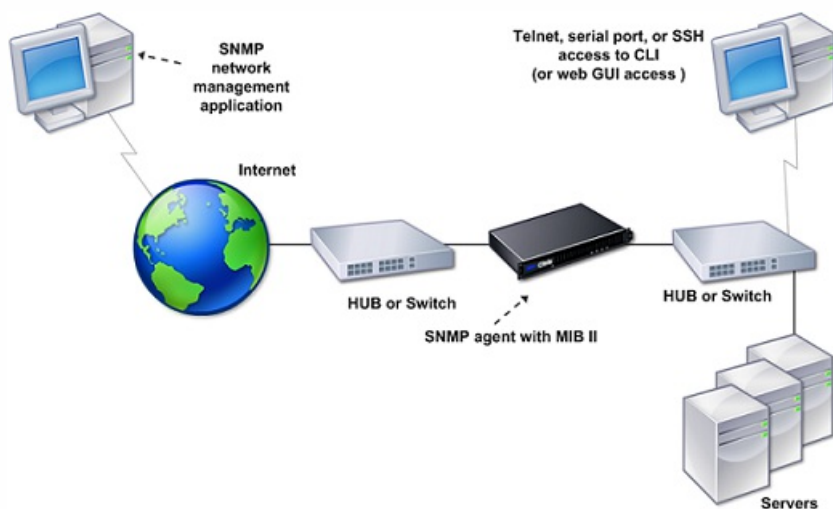 SNMP
network
management
application
Telnet, serial port, or SSH
access to CLI
(or web GUI access )
Internet
HUB or Switch
HUB or Switch
SNMP agent with MIB II
Servers